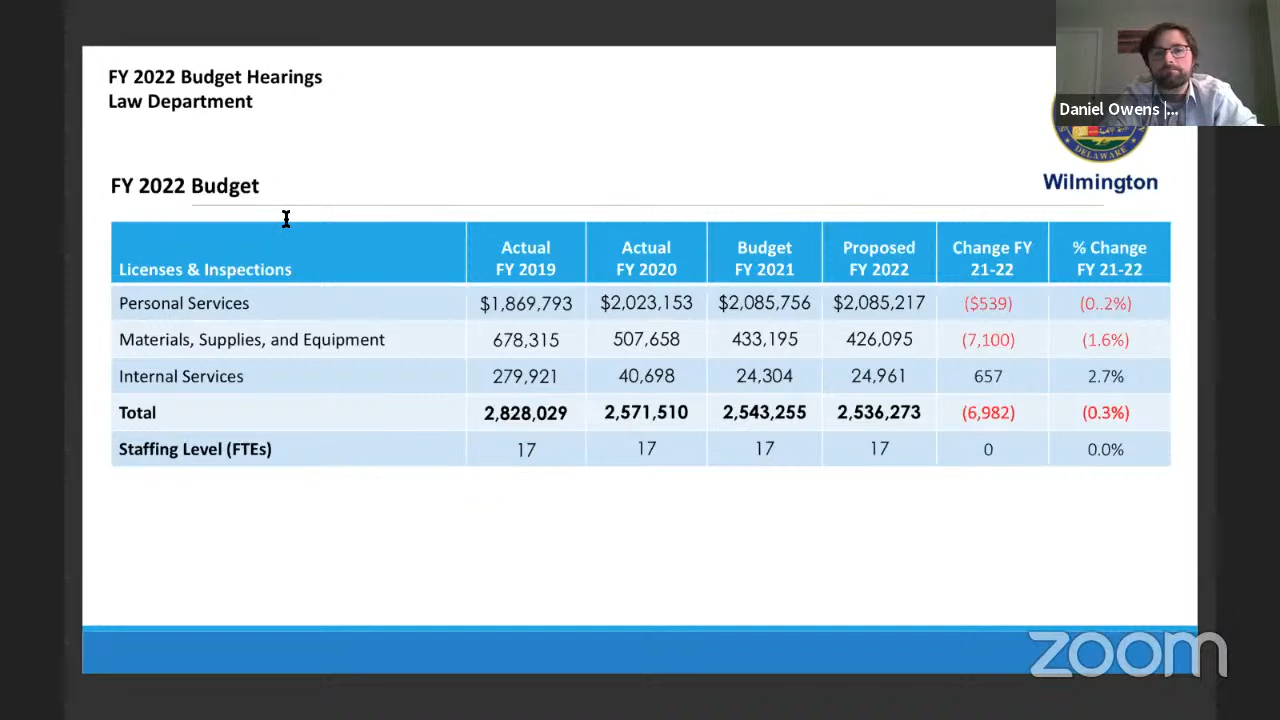 FY 2022 Budget Hearings
Law Department
Daniel Owens |...
DELAWARE
Wilmington
FY 2022 Budget
Licenses & Inspections Actual FY 2019 Actual FY 2020 Budget FY 2021 Proposed FY 2022 Change FY 21-22 % Change FY 21-22
Personal Services $1,869,793 $2,023,153 $2,085,756 $2,085,217 ($539) (0..2%)
Materials, Supplies, and Equipment 678,315 507,658 433,195 426,095 (7,100) (1.6%)
Internal Services 279,921 40,698 24,304 24,961 657 2.7%
Total 2,828,029 2,571,510 2,543,255 2,536,273 (6,982) (0.3%)
Staffing Level (FTEs) 17 17 17 17 0 0.0%
zoom